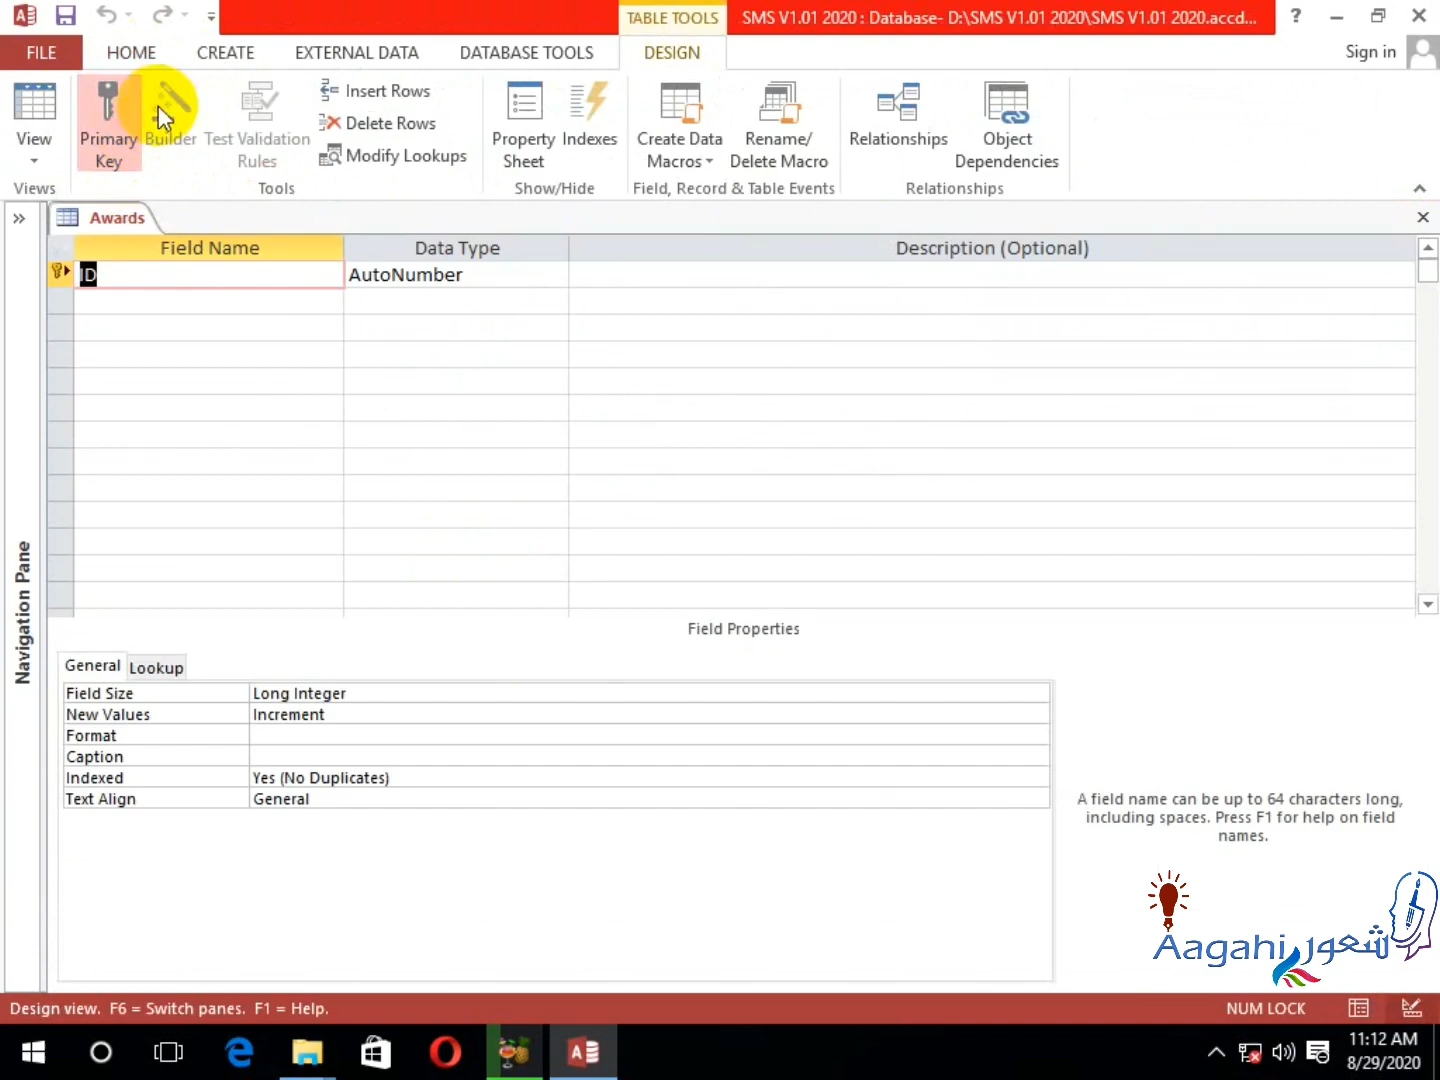 TABLE TOOLS
SMS V1.01 2020 : Database- D:\SMS V1.01 2020\SMS V1.01 2020.accd...
?
FILE
HOME
CREATE
EXTERNAL DATA
DATABASE TOOLS
DESIGN
Sign in
View
Primary Key
Builder
Test Validation Rules
Insert Rows
Delete Rows
Modify Lookups
Property Sheet
Indexes
Create Data Macros
Rename/ Delete Macro
Relationships
Object Dependencies
Views
Tools
Show/Hide
Field, Record & Table Events
Relationships
Awards
Field Name
Data Type
Description (Optional)
ID
AutoNumber
Navigation Pane
Field Properties
General
Lookup
Field Size
Long Integer
New Values
Increment
Format
Caption
Indexed
Yes (No Duplicates)
Text Align
General
A field name can be up to 64 characters long,
including spaces. Press F1 for help on field
names.
Aagahi شعور
Design view. F6 = Switch panes. F1 = Help.
NUM LOCK
11:12 AM
8/29/2020